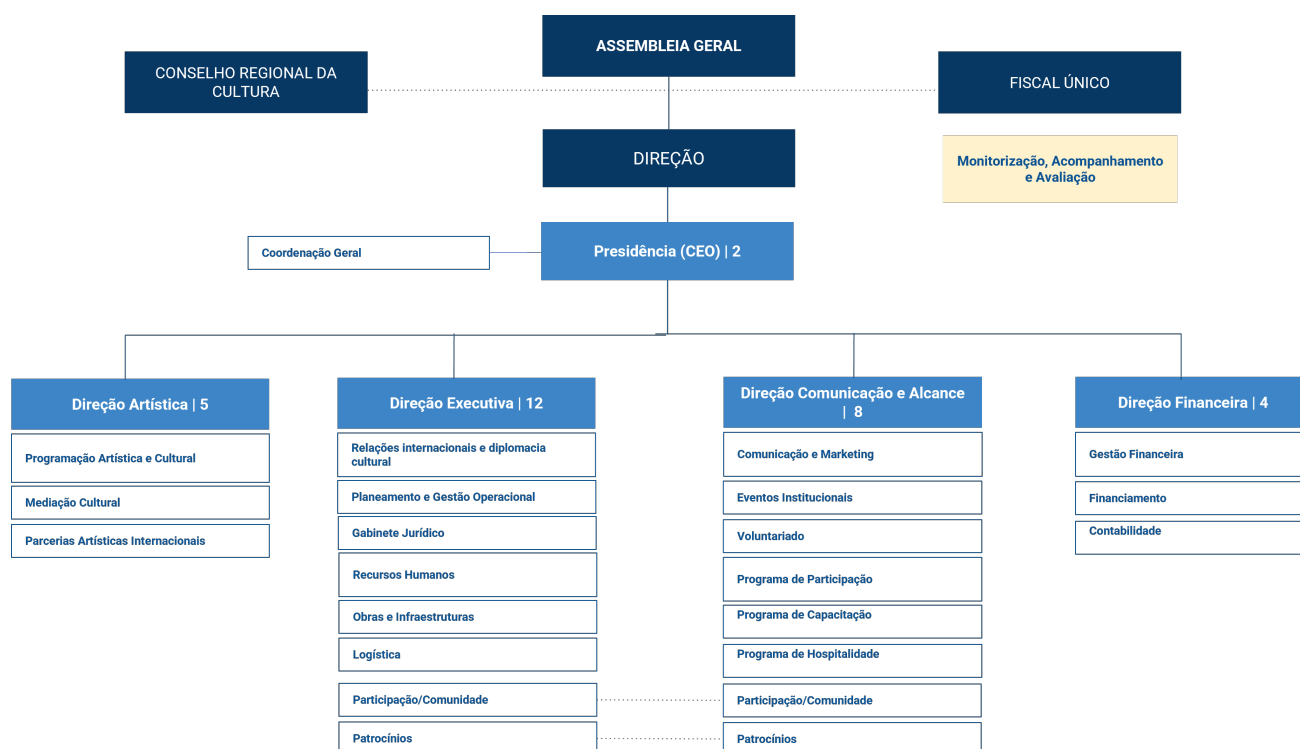 ASSEMBLEIA GERAL
CONSELHO REGIONAL DA
CULTURA
FISCAL ÚNICO
DIREÇÃO
Monitorização, Acompanhamento
e Avaliação
Presidência (CEO) | 2
Coordenação Geral
Direção Artística | 5
Programação Artística e Cultural
Mediação Cultural
Parcerias Artísticas Internacionais
Direção Executiva | 12
Relações internacionais e diplomacia
cultural
Planeamento e Gestão Operacional
Gabinete Jurídico
Recursos Humanos
Obras e Infraestruturas
Logística
Participação/Comunidade
Patrocínios
Direção Comunicação e Alcance
| 8
Comunicação e Marketing
Eventos Institucionais
Voluntariado
Programa de Participação
Programa de Capacitação
Programa de Hospitalidade
Participação/Comunidade
Patrocínios
Direção Financeira | 4
Gestão Financeira
Financiamento
Contabilidade